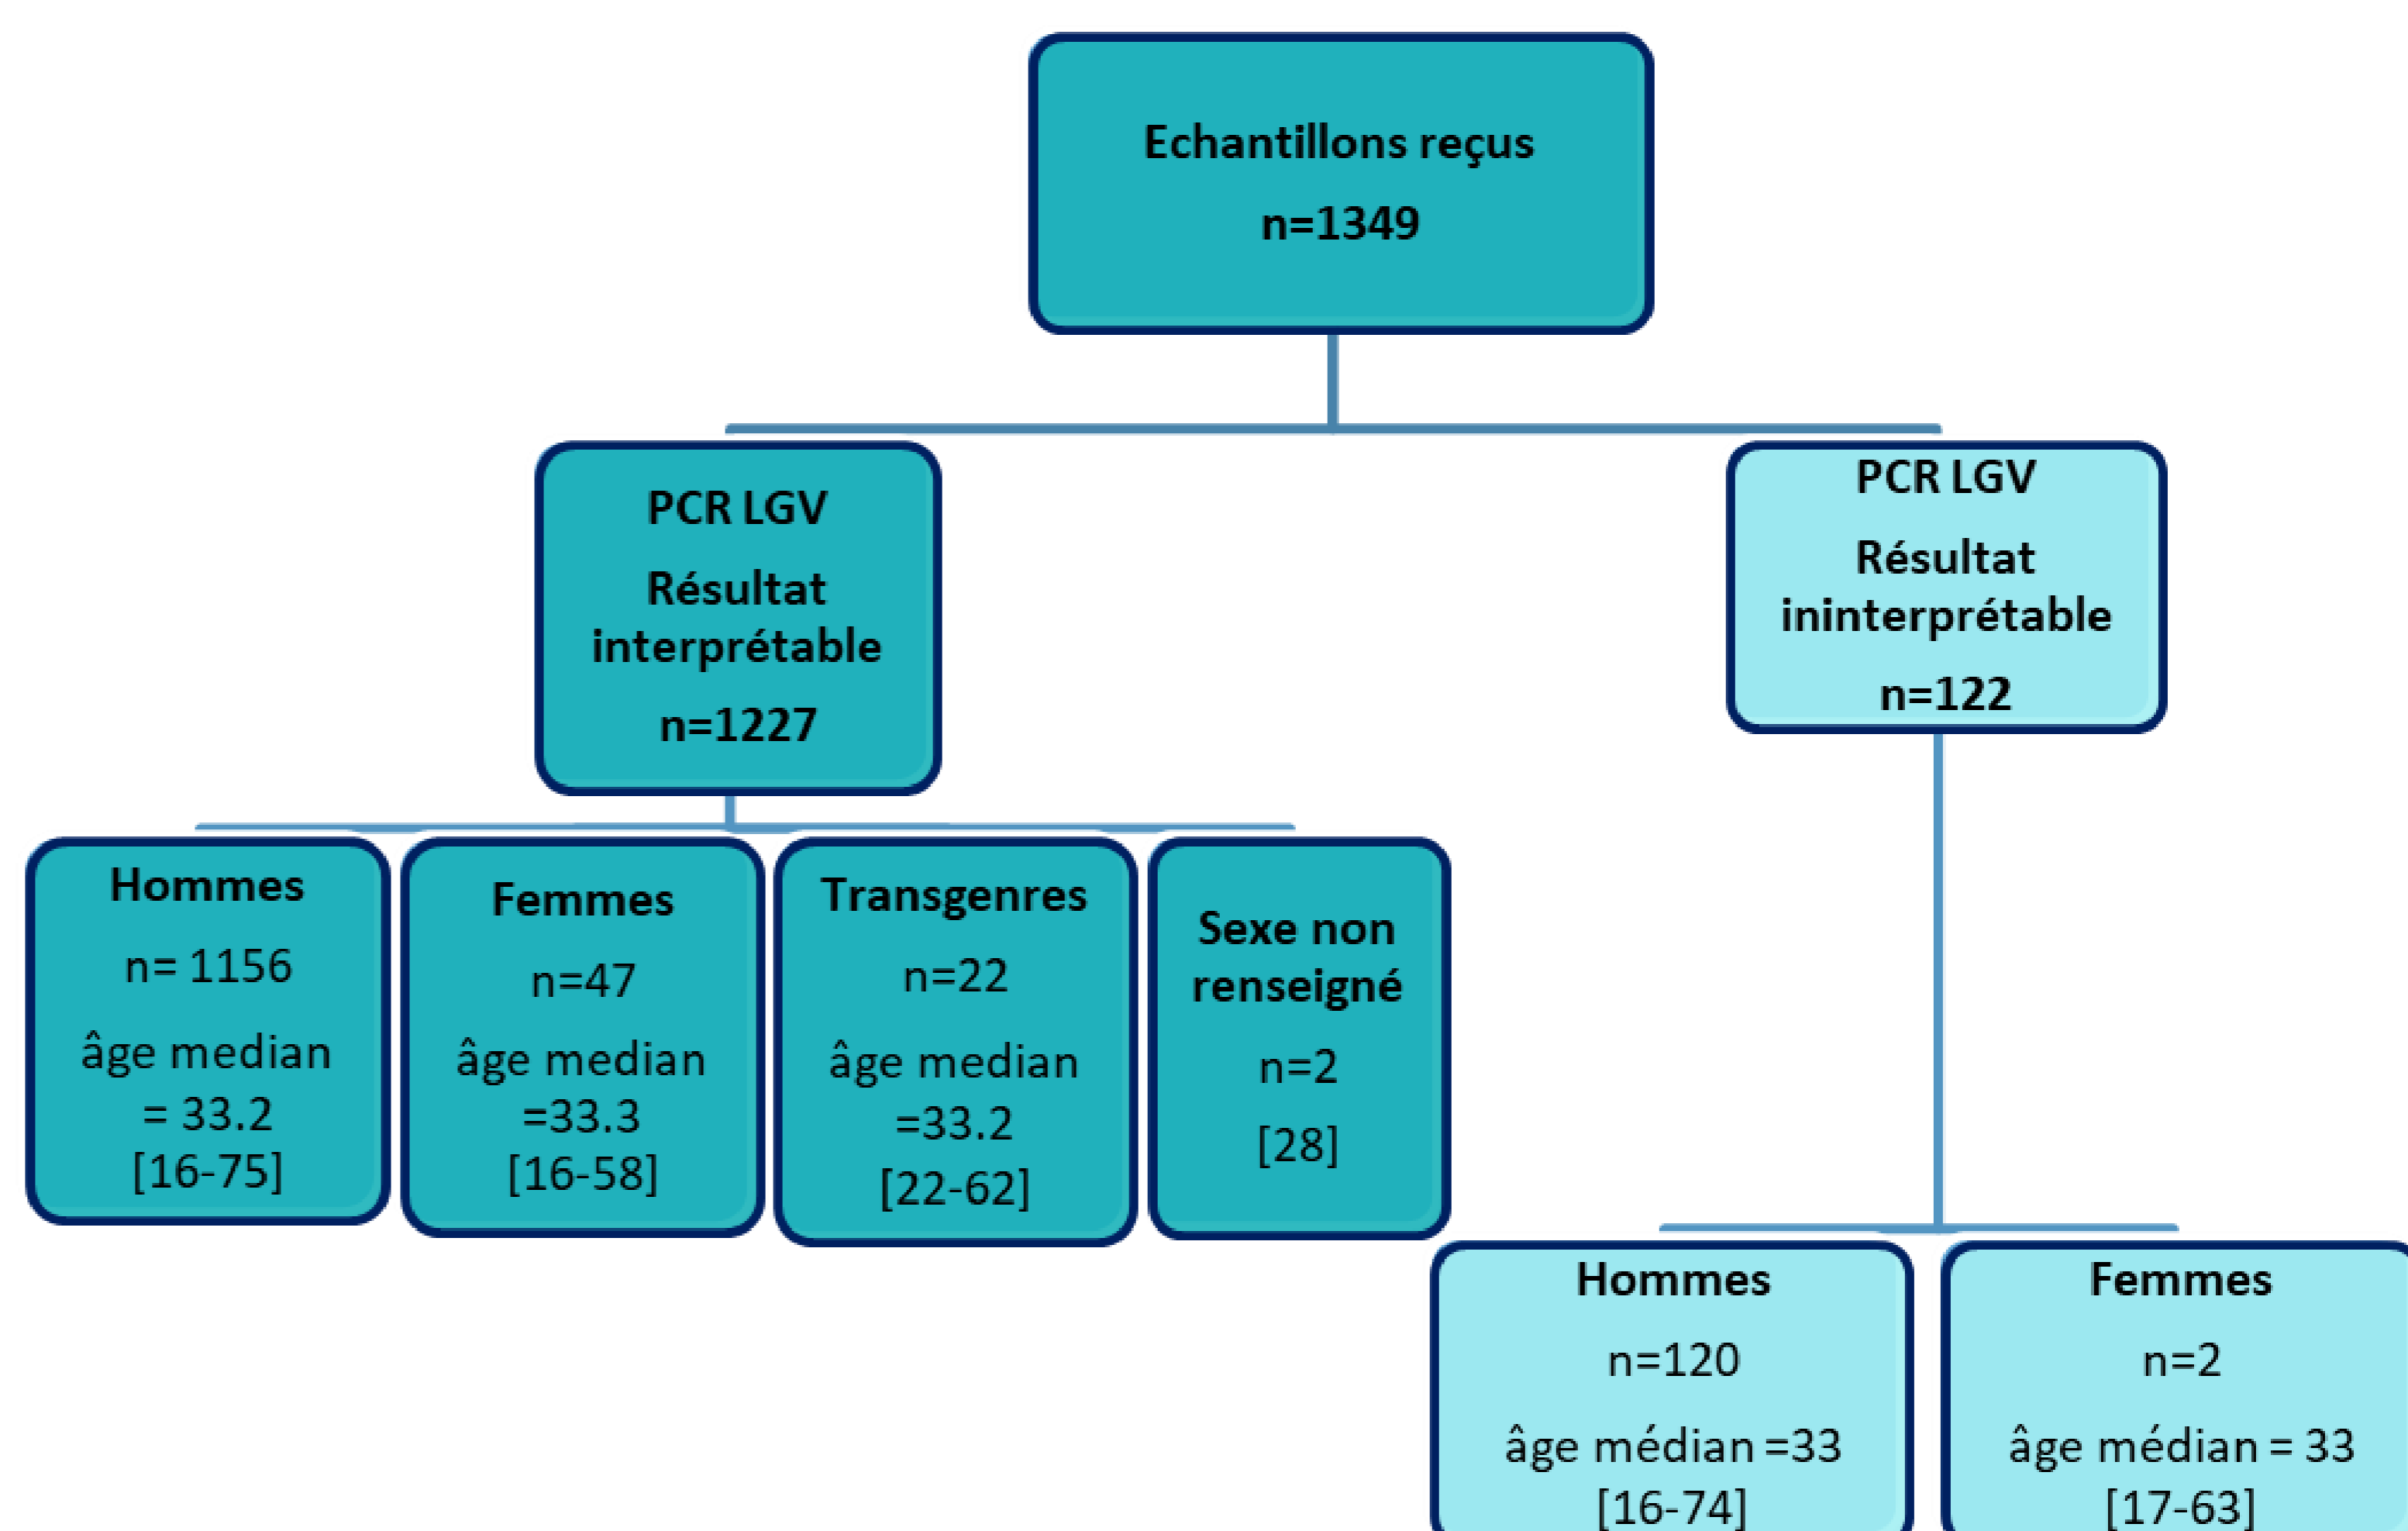 Echantillons reçus
n=1349
PCR LGV
Résultat
interprétable
n=1227
PCR LGV
Résultat
ininterprétable
n=122
Hommes
n= 1156
âge median
= 33.2
[16-75]
Femmes
n=47
âge median
=33.3
[16-58]
Transgenres
n=22
âge median
=33.2
[22-62]
Sexe non
renseigné
n=2
[28]
Hommes
n=120
âge médian =33
[16-74]
Femmes
n=2
âge médian = 33
[17-63]